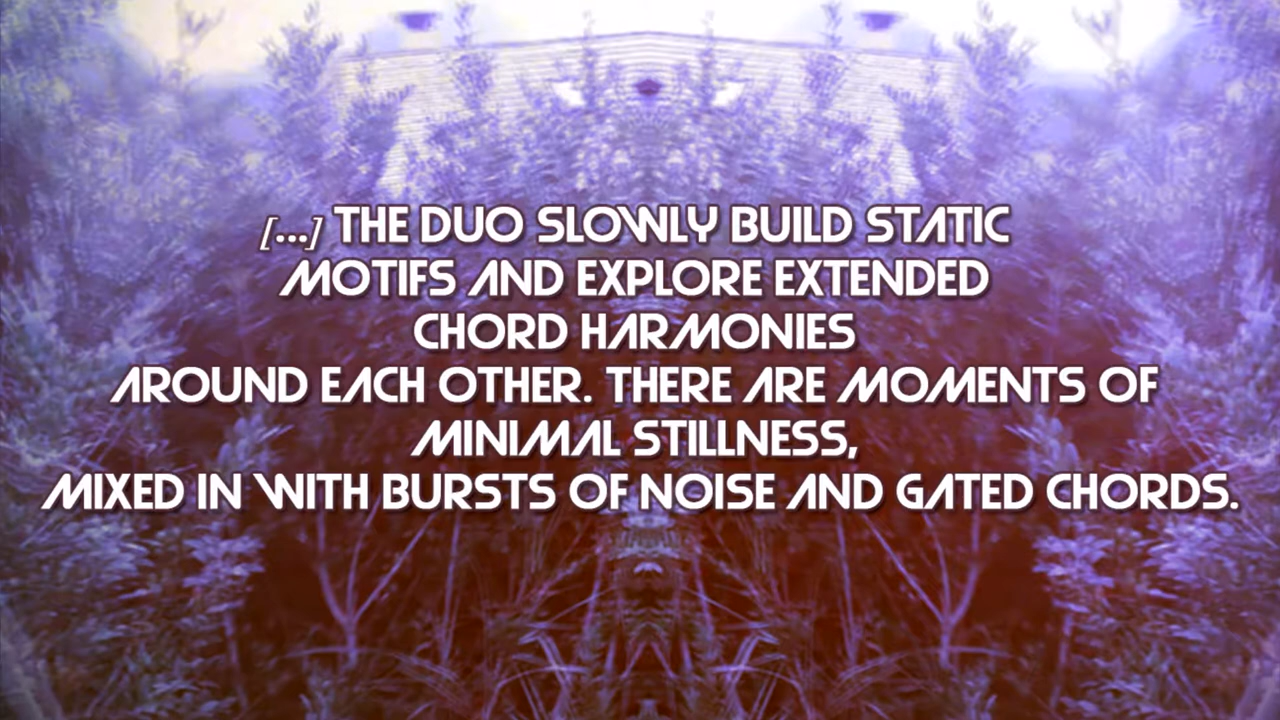 [...] THE DUO SLOWLY BUILD STATIC
MOTIFS AND EXPLORE EXTENDED
CHORD HARMONIES
AROUND EACH OTHER. THERE ARE MOMENTS OF
MINIMAL STILLNESS,
MIXED IN WITH BURSTS OF NOISE AND GATED CHORDS.